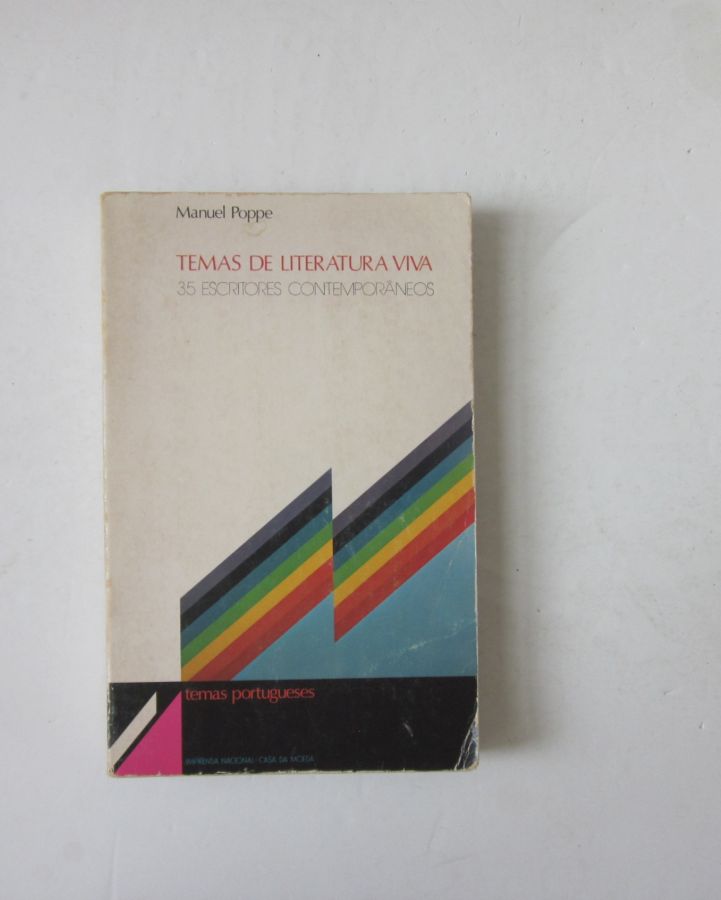 Manuel Poppe
TEMAS DE LITERATURA VIVA
35 ESCRITORES CONTEMPORÂNEOS
temas portugueses
IMPRENSA NACIONAL - CASA DA MOEDA